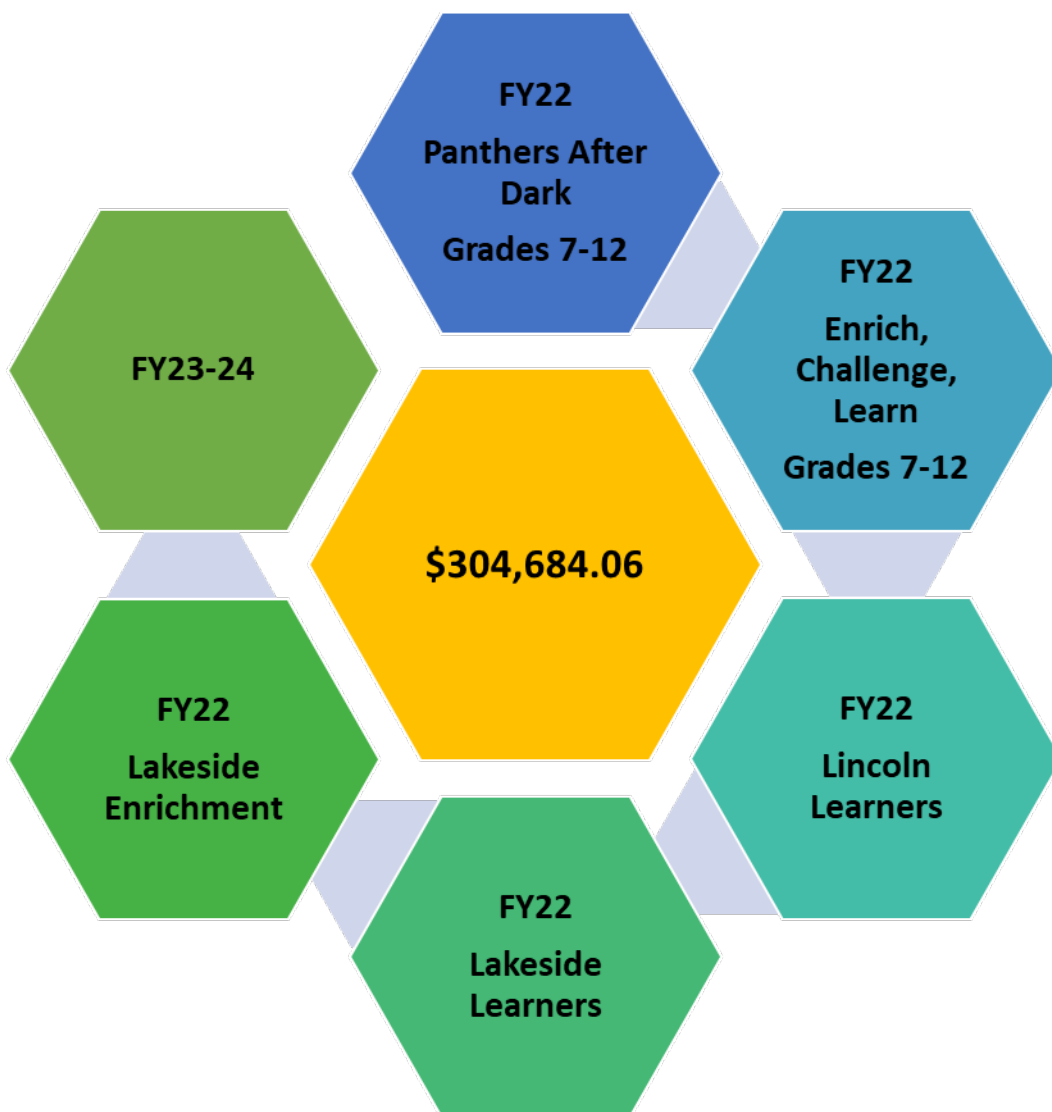 FY22
Panthers After
Dark
Grades 7-12
FY22
Enrich,
Challenge,
Learn
Grades 7-12
FY22
Lincoln
Learners
FY22
Lakeside
Learners
FY22
Lakeside
Enrichment
FY23-24
$304,684.06